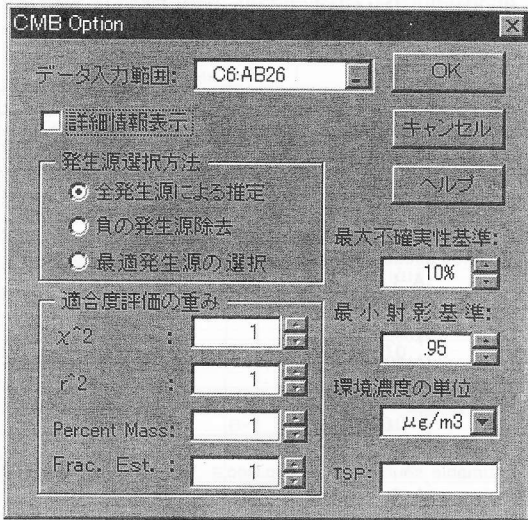 CMB Option
データ入力範囲: C6:AB26
OK
詳細情報表示
キャンセル
発生源選択方法
ヘルプ
全発生源による推定
負の発生源除去
最適発生源の選択
最大不確実性基準:
10%
適合度評価の重み
χ^2 : 1
r^2 : 1
Percent Mass: 1
Frac. Est. : 1
最小射影基準:
.95
環境濃度の単位
μg/m3
TSP: